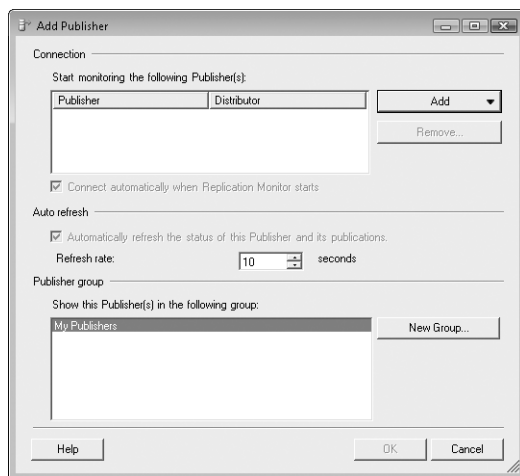 Add Publisher
Connection
Start monitoring the following Publisher(s):
Publisher Distributor
Add
Remove...
Connect automatically when Replication Monitor starts
Auto refresh
Automatically refresh the status of this Publisher and its publications.
Refresh rate: 10 seconds
Publisher group
Show this Publisher(s) in the following group:
My Publishers
New Group...
Help OK Cancel